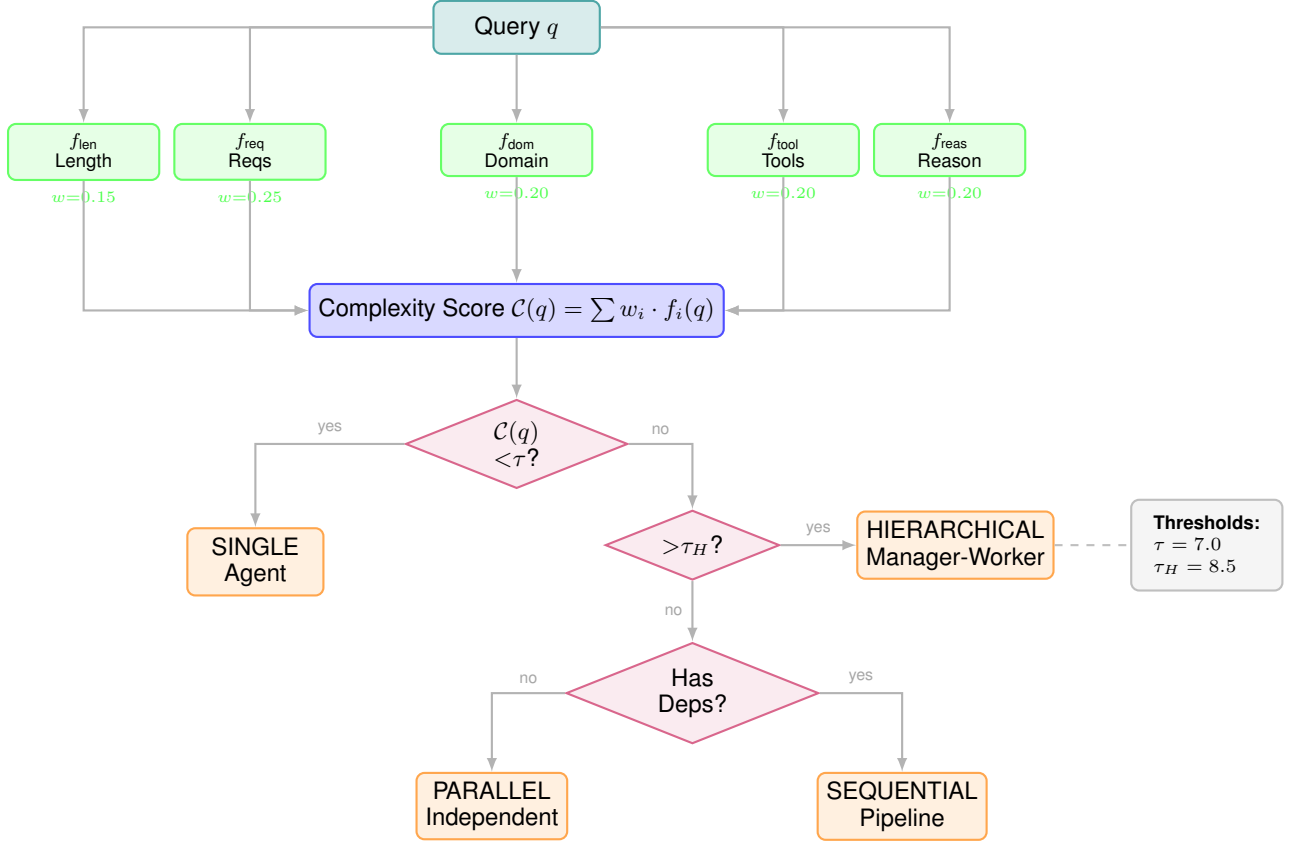 Query q
f_len
Length
f_req
Reqs
f_dom
Domain
f_tool
Tools
f_reas
Reason
w=0.15
w=0.25
w=0.20
w=0.20
w=0.20
Complexity Score 𝒞(q) = ∑ w_i · f_i(q)
yes
𝒞(q)
<τ?
no
SINGLE
Agent
>τ_H?
yes
HIERARCHICAL
Manager-Worker
Thresholds:
τ = 7.0
τ_H = 8.5
no
no
Has
Deps?
yes
PARALLEL
Independent
SEQUENTIAL
Pipeline